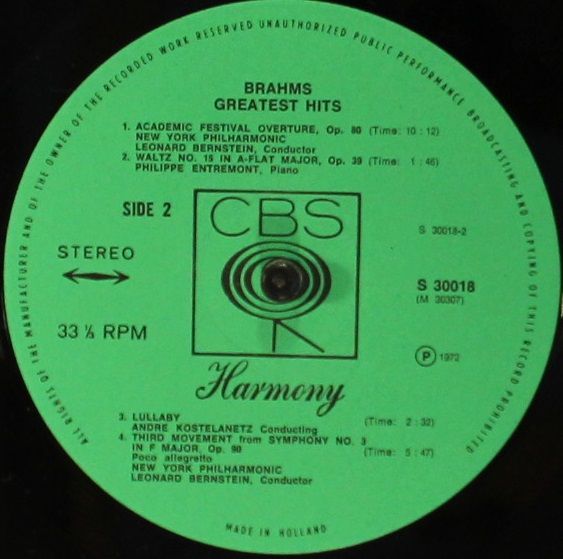 ALL RIGHTS OF THE MANUFACTURER AND OF THE OWNER OF THE RECORDED WORK RESERVED UNAUTHORIZED PUBLIC PERFORMANCE BROADCASTING AND COPYING OF THIS RECORD PROHIBITED
BRAHMS
GREATEST HITS
1. ACADEMIC FESTIVAL OVERTURE, Op. 80 (Time: 10 : 12)
NEW YORK PHILHARMONIC
LEONARD BERNSTEIN, Conductor
2. WALTZ NO. 15 IN A-FLAT MAJOR, Op. 39 (Time: 1 : 46)
PHILIPPE ENTREMONT, Piano
SIDE 2
CBS
S 30018-2
STEREO
S 30018
(M 30307)
33 ⅓ RPM
Ⓟ 1972
Harmony
3. LULLABY (Time: 2 : 32)
ANDRE KOSTELANETZ Conducting
4. THIRD MOVEMENT from SYMPHONY NO. 3
IN F MAJOR, Op. 90 (Time: 5 : 47)
Poco allegretto
NEW YORK PHILHARMONIC
LEONARD BERNSTEIN, Conductor
MADE IN HOLLAND